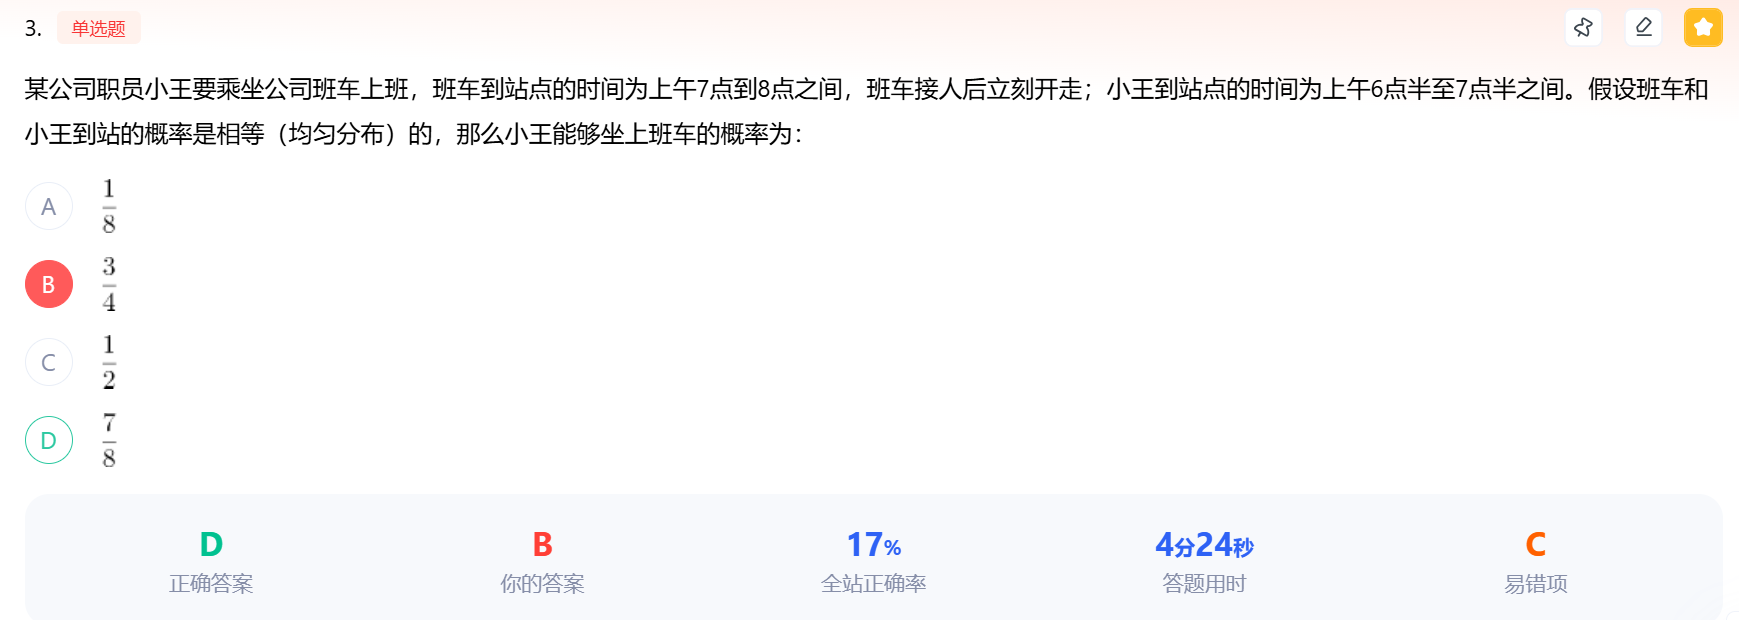 3. 单选题
某公司职员小王要乘坐公司班车上班，班车到站点的时间为上午7点到8点之间，班车接人后立刻开走；小王到站点的时间为上午6点半至7点半之间。假设班车和
小王到站的概率是相等（均匀分布）的，那么小王能够坐上班车的概率为：
A 1/8
B 3/4
C 1/2
D 7/8
D B 17% 4分24秒 C
正确答案 你的答案 全站正确率 答题用时 易错项